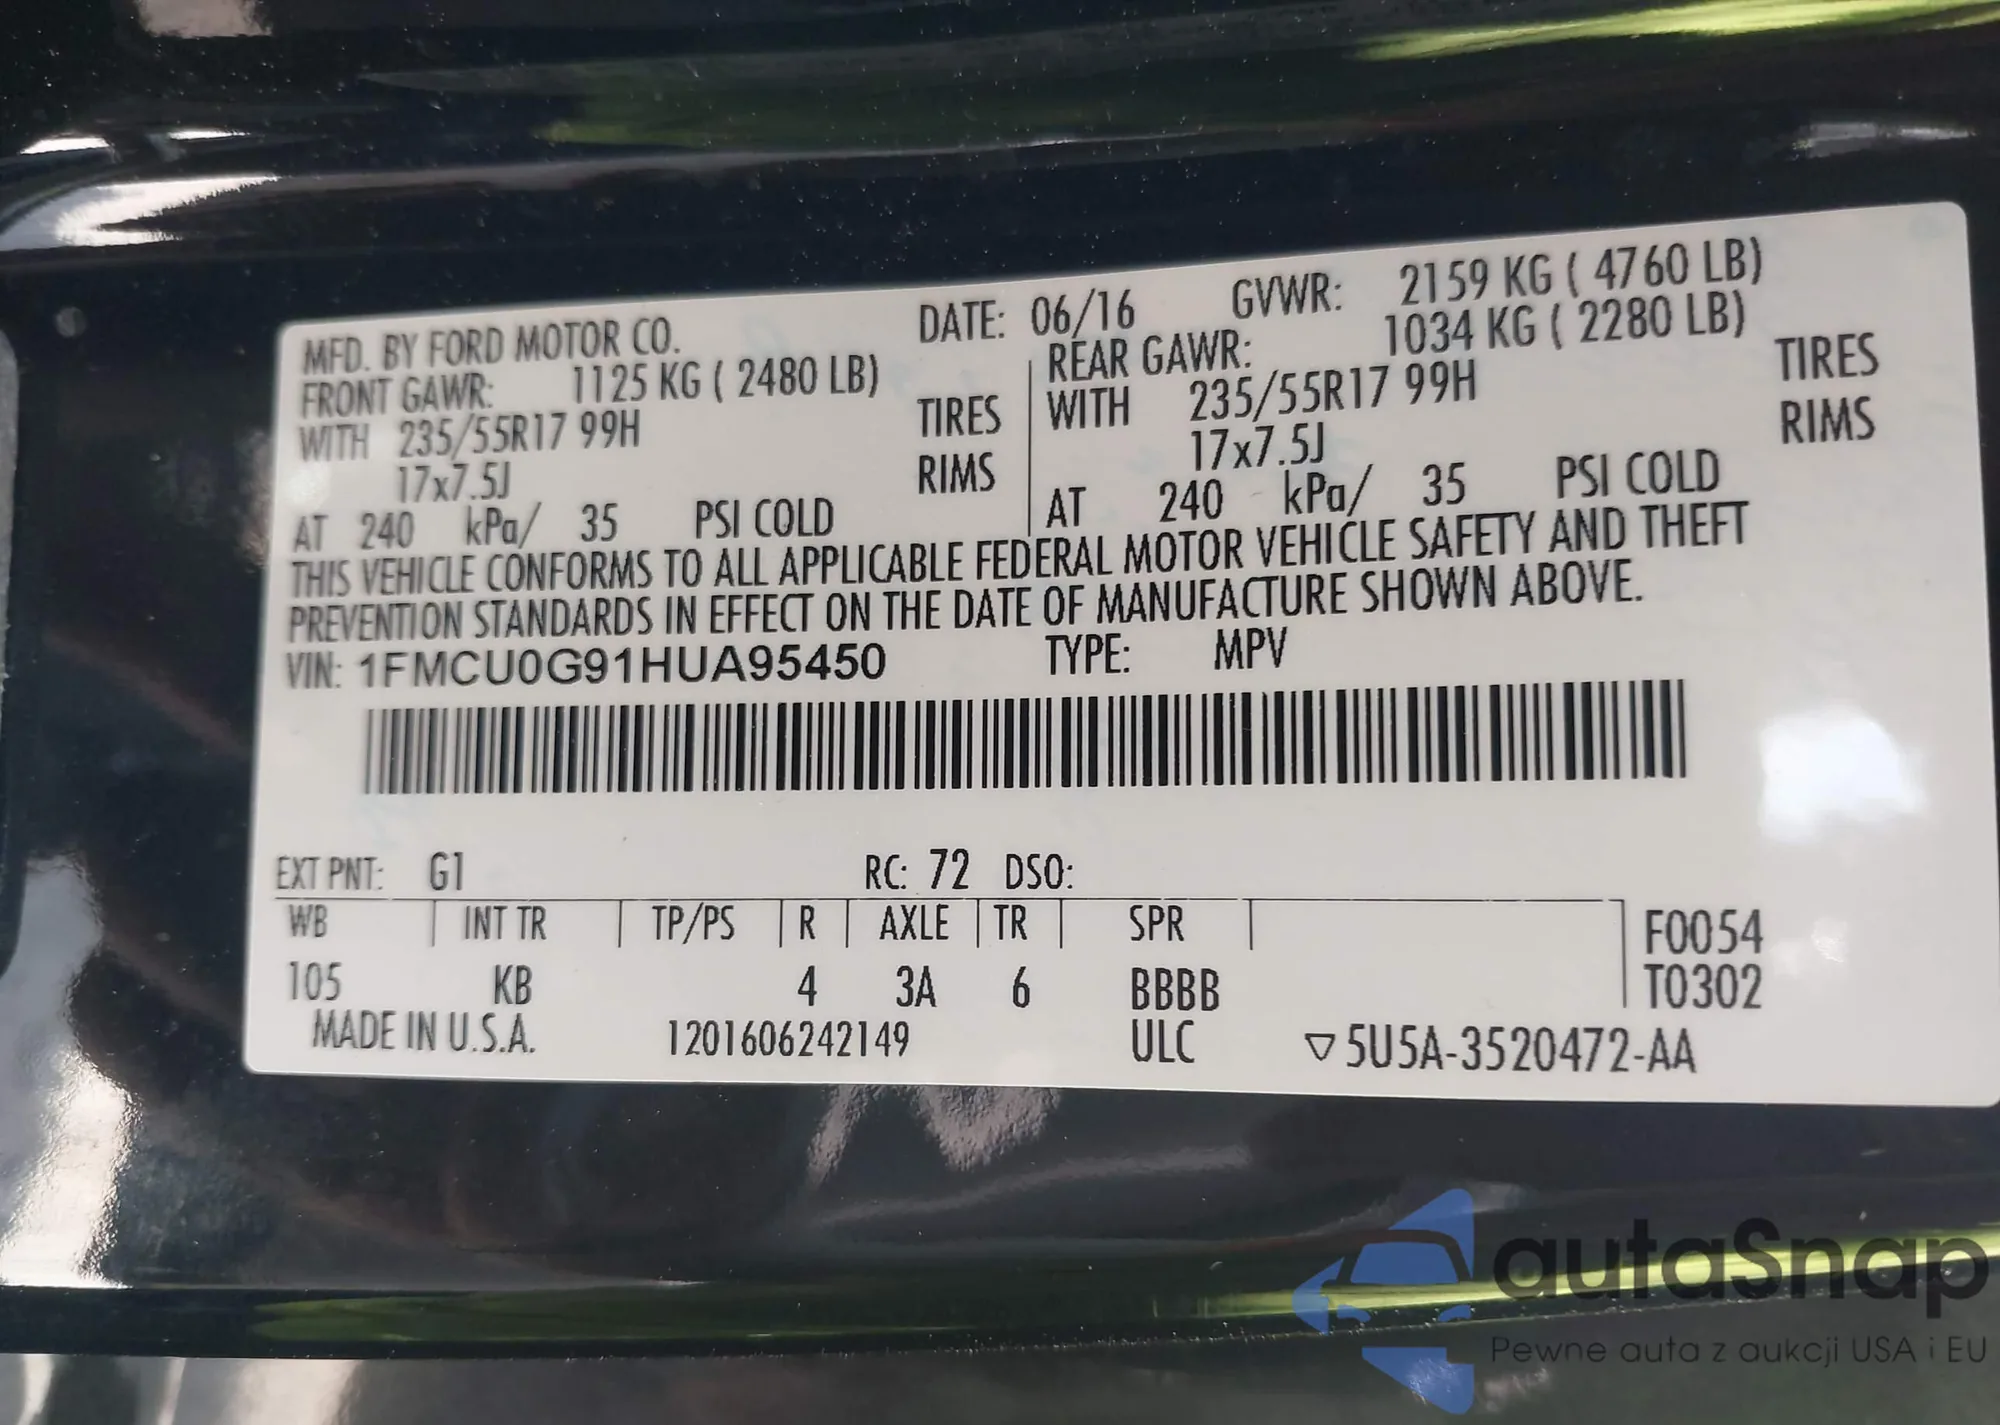 MFD. BY FORD MOTOR CO. DATE: 06/16 GVWR: 2159 KG ( 4760 LB)
FRONT GAWR: 1125 KG ( 2480 LB) REAR GAWR: 1034 KG ( 2280 LB)
WITH 235/55R17 99H TIRES WITH 235/55R17 99H TIRES
17x7.5J RIMS 17x7.5J RIMS
AT 240 kPa/ 35 PSI COLD AT 240 kPa/ 35 PSI COLD
THIS VEHICLE CONFORMS TO ALL APPLICABLE FEDERAL MOTOR VEHICLE SAFETY AND THEFT
PREVENTION STANDARDS IN EFFECT ON THE DATE OF MANUFACTURE SHOWN ABOVE.
VIN: 1FMCU0G91HUA95450 TYPE: MPV
EXT PNT: G1 RC: 72 DSO:
WB INT TR TP/PS R AXLE TR SPR F0054
105 KB 4 3A 6 BBBB T0302
MADE IN U.S.A. 1201606242149 ULC ▽5U5A-3520472-AA
autaSnap
Pewne auta z aukcji USA i EU